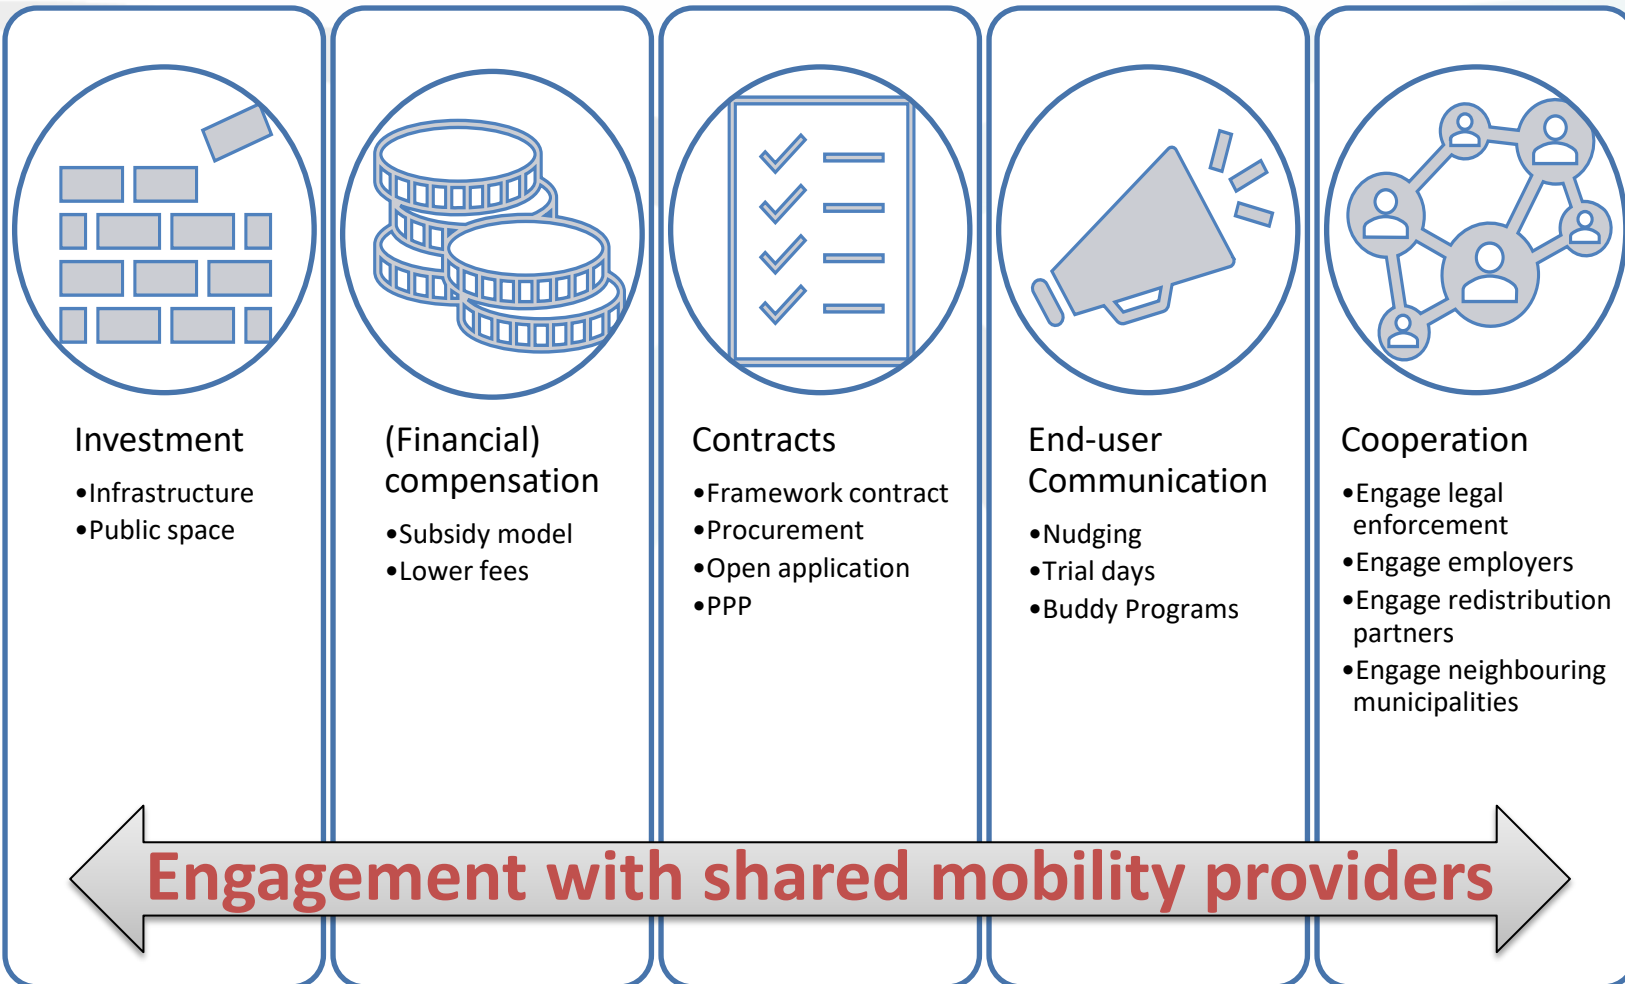 Investment
•Infrastructure
•Public space
(Financial)
compensation
•Subsidy model
•Lower fees
Contracts
•Framework contract
•Procurement
•Open application
•PPP
End-user
Communication
•Nudging
•Trial days
•Buddy Programs
Cooperation
•Engage legal
enforcement
•Engage employers
•Engage redistribution
partners
•Engage neighbouring
municipalities
Engagement with shared mobility providers